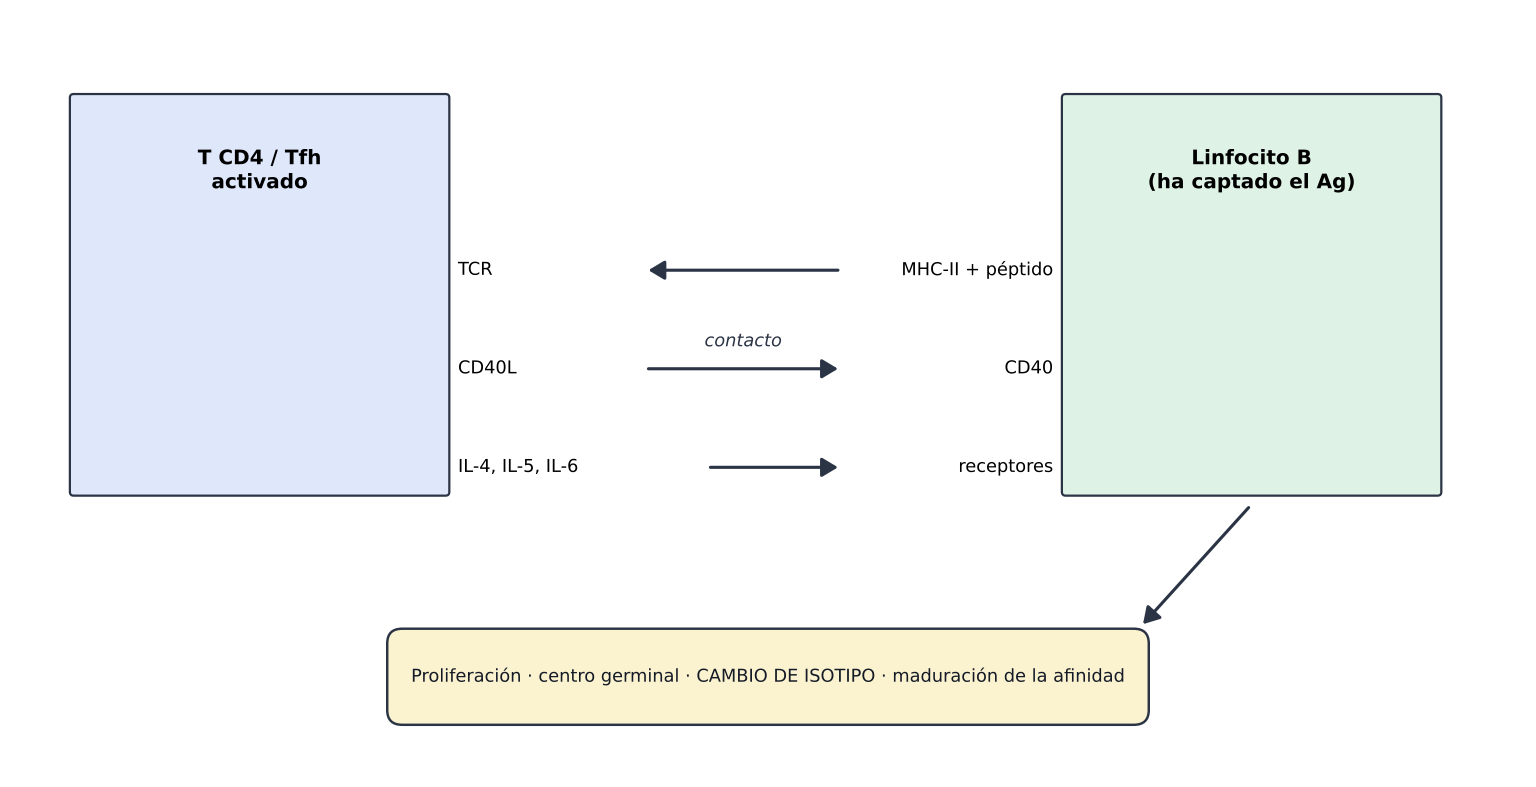 T CD4 / Tfh
activado
Linfocito B
(ha captado el Ag)
TCR
MHC-II + péptido
contacto
CD40L
CD40
IL-4, IL-5, IL-6
receptores
Proliferación · centro germinal · CAMBIO DE ISOTIPO · maduración de la afinidad